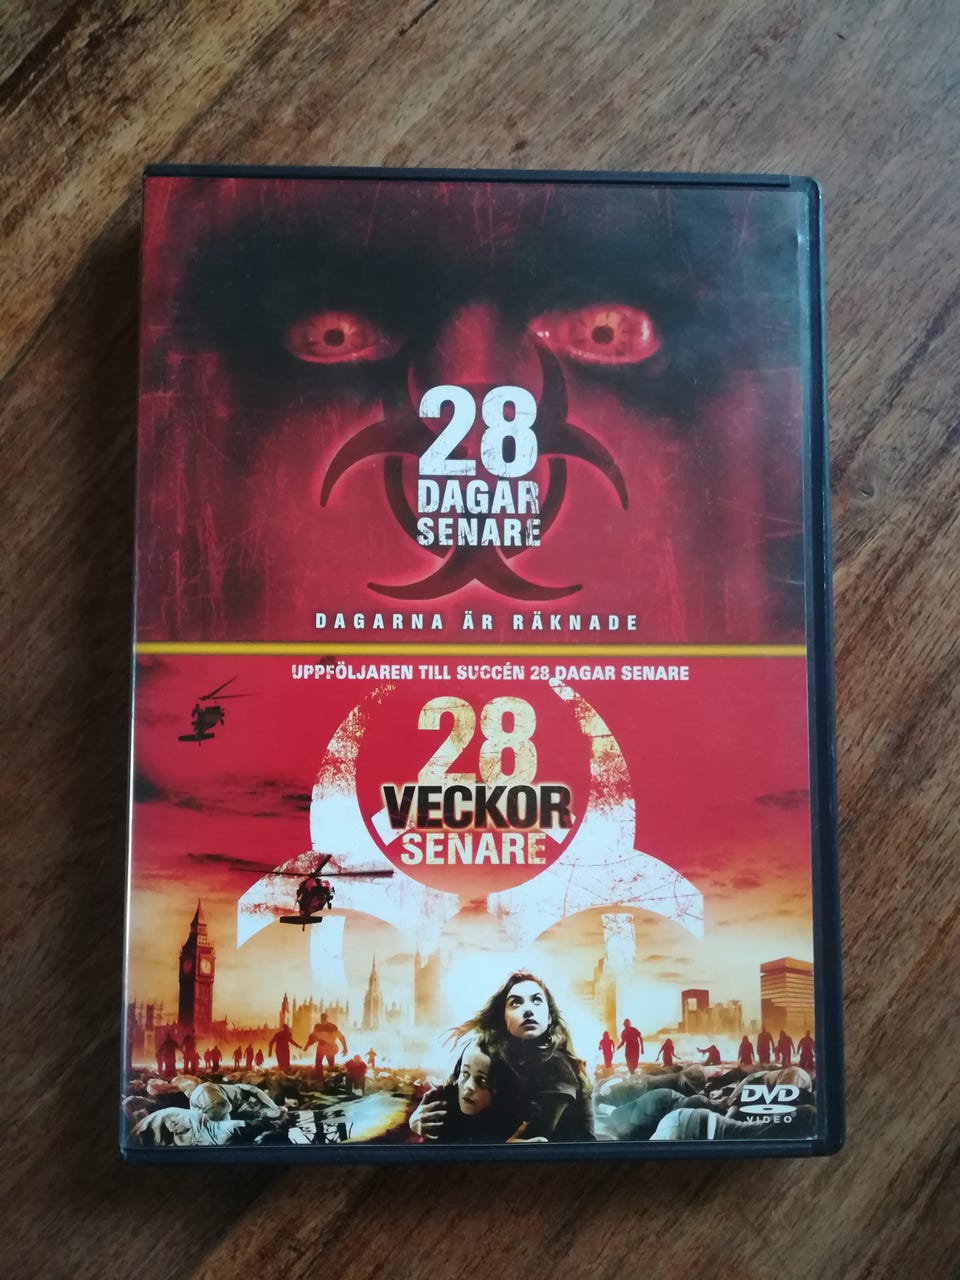 28
DAGAR
SENARE
DAGARNA ÄR RÄKNADE
UPPFÖLJAREN TILL SUCCÉN 28 DAGAR SENARE
28
VECKOR
SENARE
DVD
VIDEO